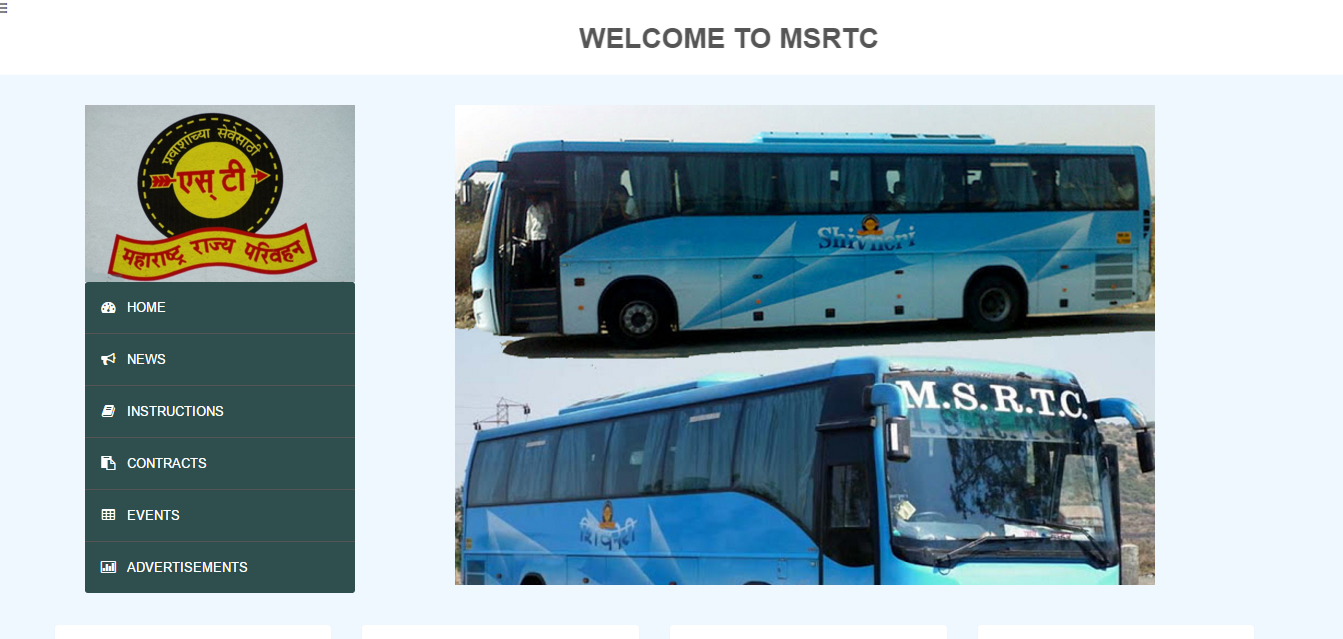 WELCOME TO MSRTC
प्रवाशांच्या सेवेसाठी
एस् टी
महाराष्ट्र राज्य परिवहन
HOME
NEWS
INSTRUCTIONS
CONTRACTS
EVENTS
ADVERTISEMENTS
Shivneri
M.S.R.T.C.
शिवनेरी